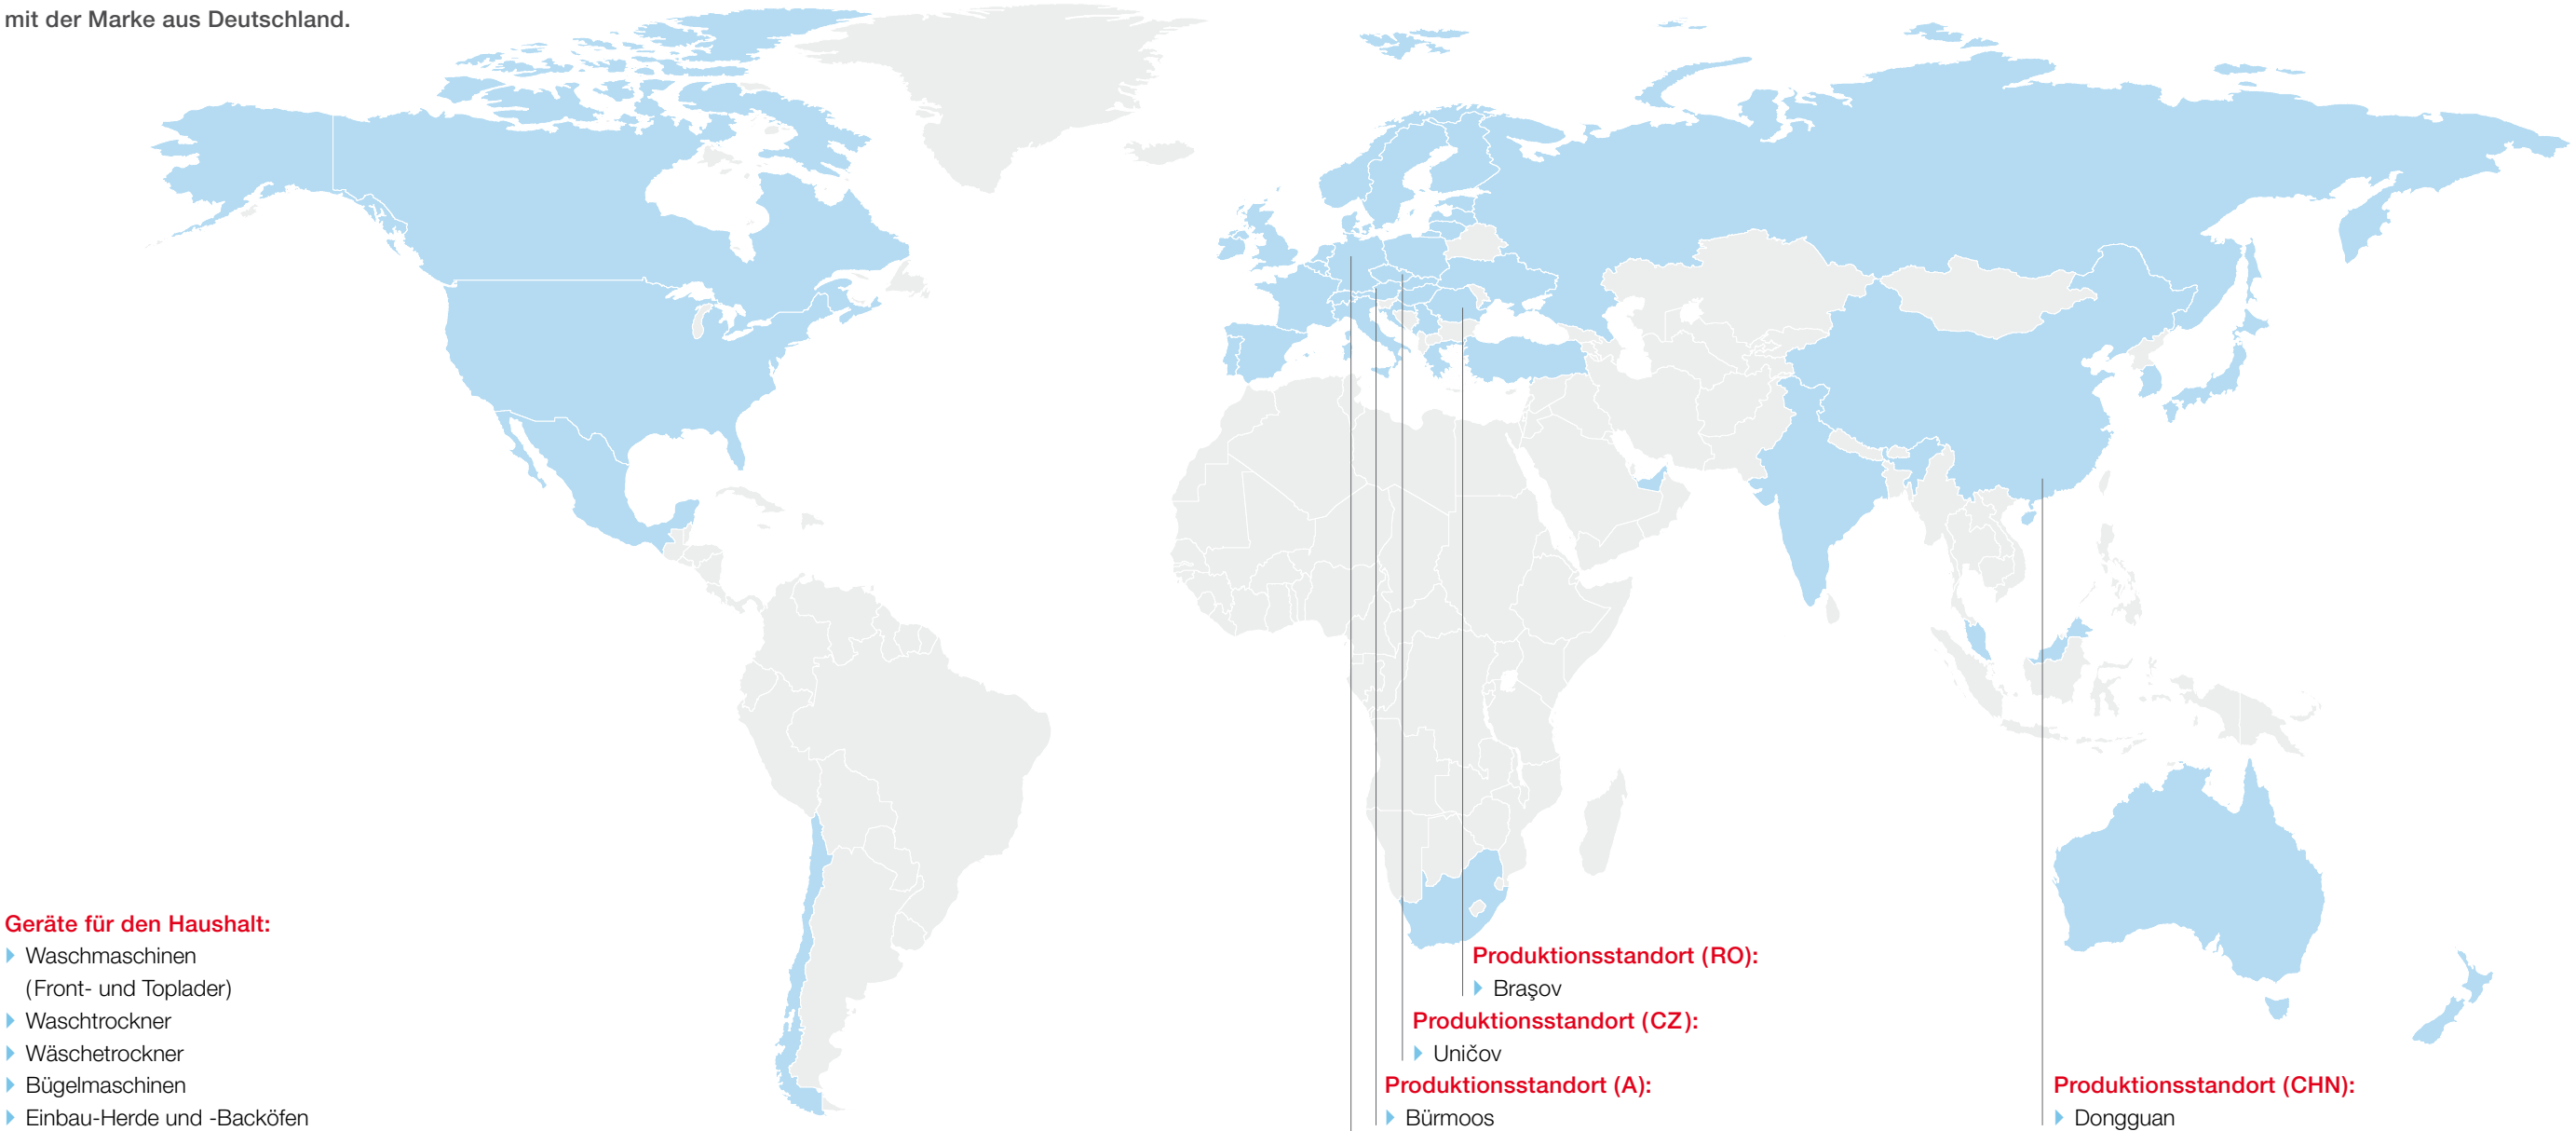 mit der Marke aus Deutschland.
Geräte für den Haushalt:
Waschmaschinen
(Front- und Toplader)
Waschtrockner
Wäschetrockner
Bügelmaschinen
Einbau-Herde und -Backöfen
Produktionsstandort (RO):
Braşov
Produktionsstandort (CZ):
Uničov
Produktionsstandort (A):
Bürmoos
Produktionsstandort (CHN):
Dongguan